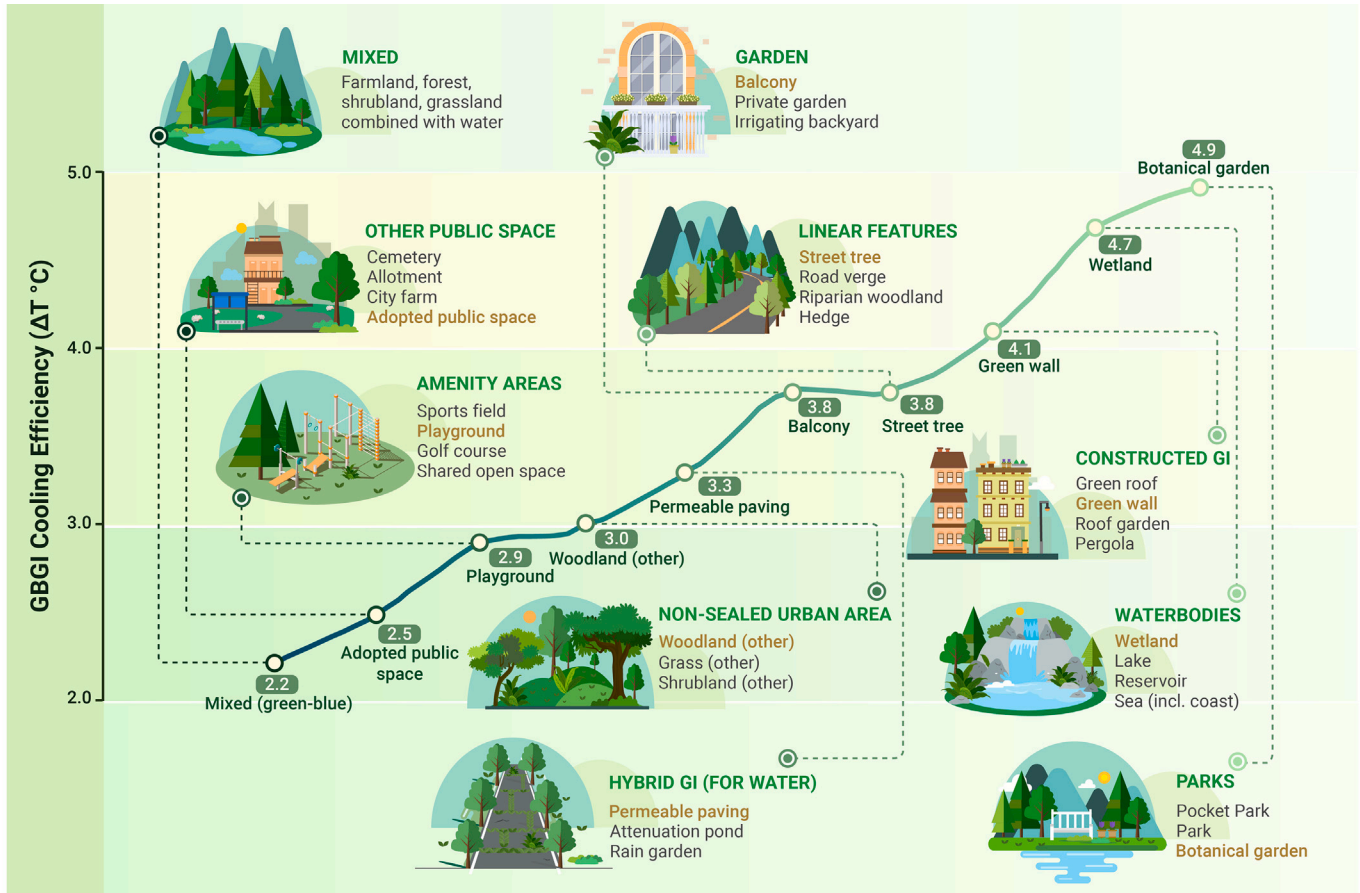 MIXED
Farmland, forest,
shrubland, grassland
combined with water
GARDEN
Balcony
Private garden
Irrigating backyard
GBGI Cooling Efficiency (ΔT °C)
5.0
4.0
3.0
2.0
OTHER PUBLIC SPACE
Cemetery
Allotment
City farm
Adopted public space
LINEAR FEATURES
Street tree
Road verge
Riparian woodland
Hedge
4.9
Botanical garden
4.7
Wetland
4.1
Green wall
AMENITY AREAS
Sports field
Playground
Golf course
Shared open space
3.8
Balcony
3.8
Street tree
3.3
Permeable paving
3.0
Woodland (other)
2.9
Playground
2.5
Adopted public
space
2.2
Mixed (green-blue)
CONSTRUCTED GI
Green roof
Green wall
Roof garden
Pergola
NON-SEALED URBAN AREA
Woodland (other)
Grass (other)
Shrubland (other)
WATERBODIES
Wetland
Lake
Reservoir
Sea (incl. coast)
HYBRID GI (FOR WATER)
Permeable paving
Attenuation pond
Rain garden
PARKS
Pocket Park
Park
Botanical garden